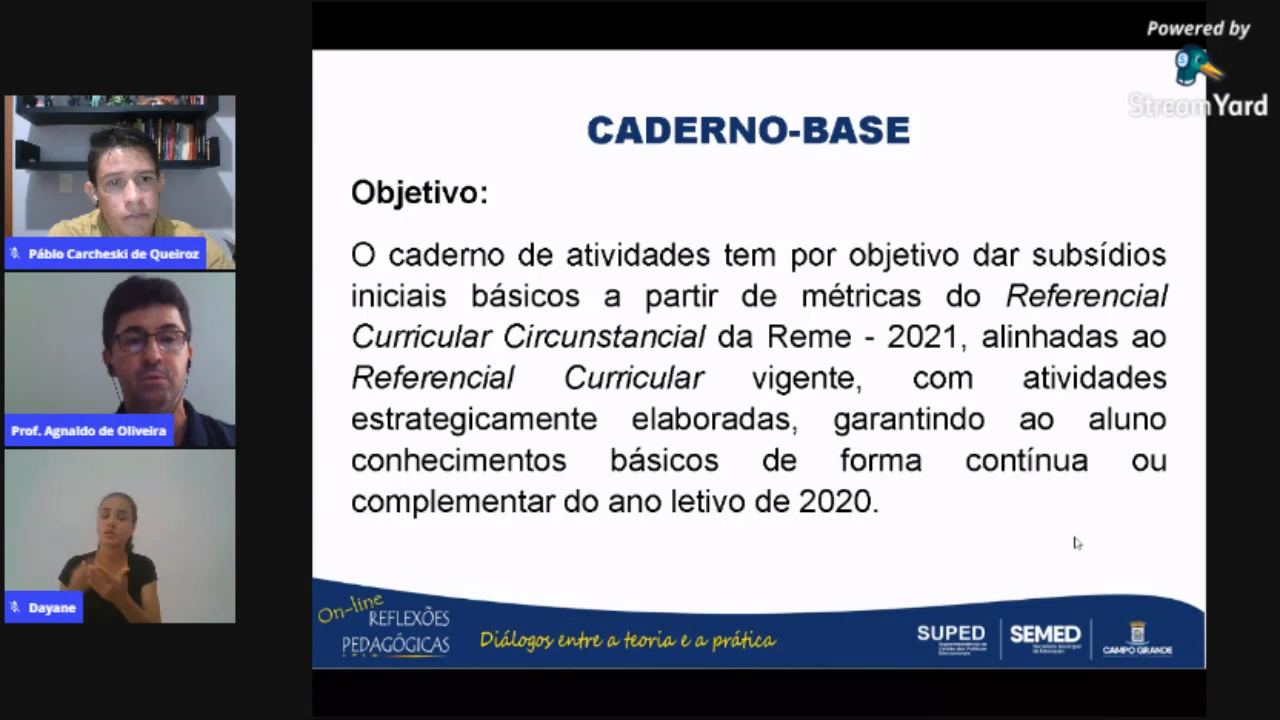 Powered by
StreamYard
CADERNO-BASE
Objetivo:
O caderno de atividades tem por objetivo dar subsídios
iniciais básicos a partir de métricas do Referencial
Curricular Circunstancial da Reme - 2021, alinhadas ao
Referencial Curricular vigente, com atividades
estrategicamente elaboradas, garantindo ao aluno
conhecimentos básicos de forma contínua ou
complementar do ano letivo de 2020.
Páblo Carcheski de Queiroz
Prof. Agnaldo de Oliveira
Dayane
On-line
REFLEXÕES
PEDAGÓGICAS
Diálogos entre a teoria e a prática
SUPED
SEMED
CAMPO GRANDE